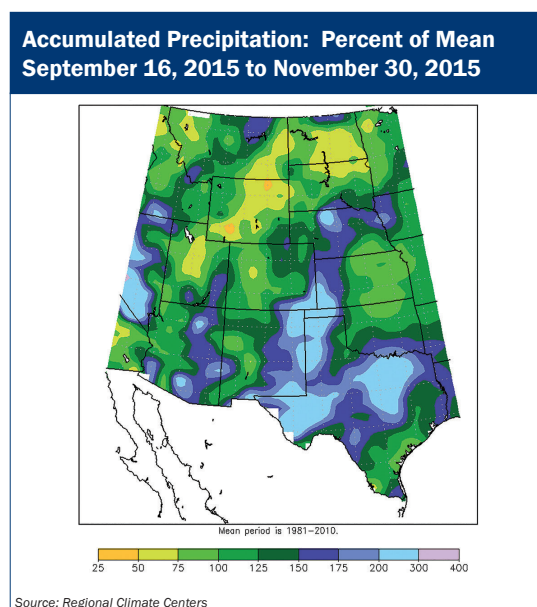 Accumulated Precipitation: Percent of Mean
September 16, 2015 to November 30, 2015
Mean period is 1981–2010.
25 50 75 100 125 150 175 200 300 400
Source: Regional Climate Centers